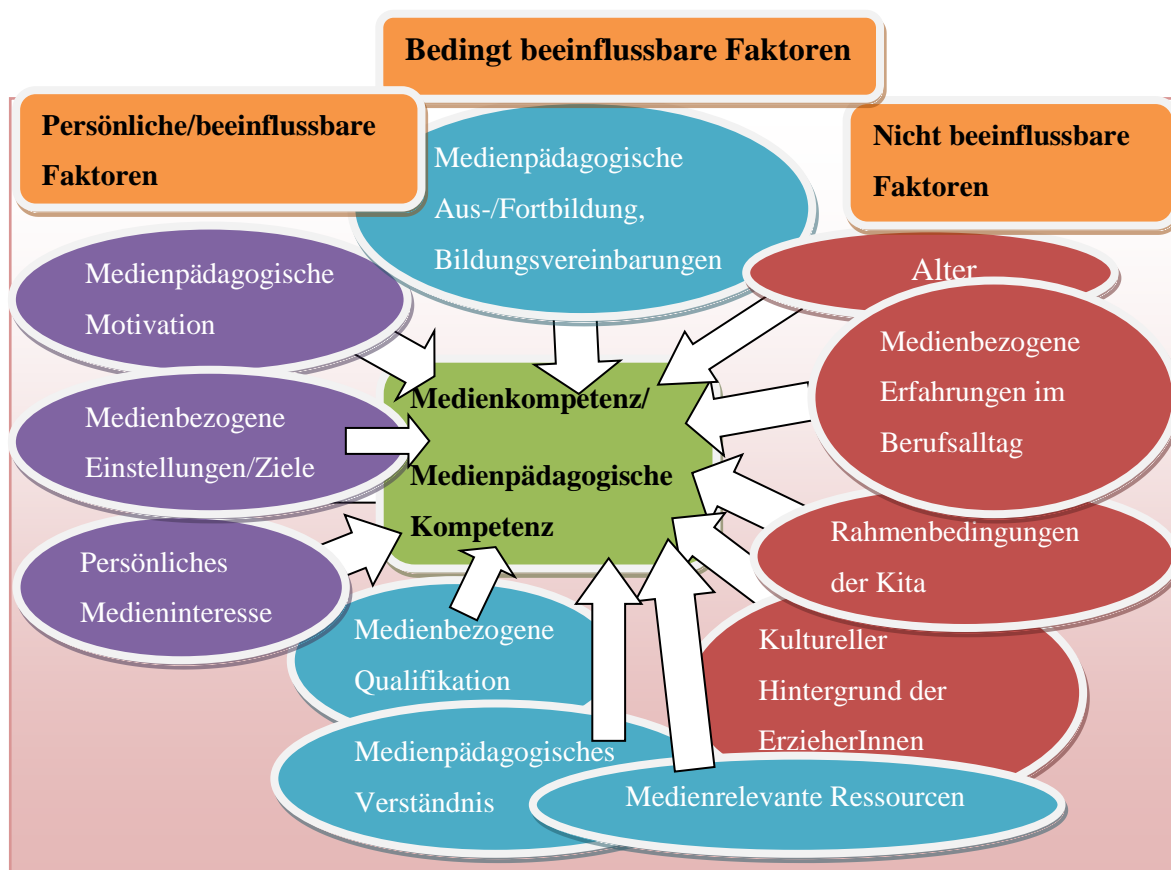 Bedingt beeinflussbare Faktoren
Persönliche/beeinflussbare
Faktoren
Nicht beeinflussbare
Faktoren
Medienpädagogische
Aus-/Fortbildung,
Bildungsvereinbarungen
Medienpädagogische
Motivation
Alter
Medienbezogene
Erfahrungen im
Berufsalltag
Medienbezogene
Einstellungen/Ziele
Medienkompetenz/
Medienpädagogische
Kompetenz
Rahmenbedingungen
der Kita
Persönliches
Medieninteresse
Medienbezogene
Qualifikation
Kultureller
Hintergrund der
ErzieherInnen
Medienpädagogisches
Verständnis
Medienrelevante Ressourcen